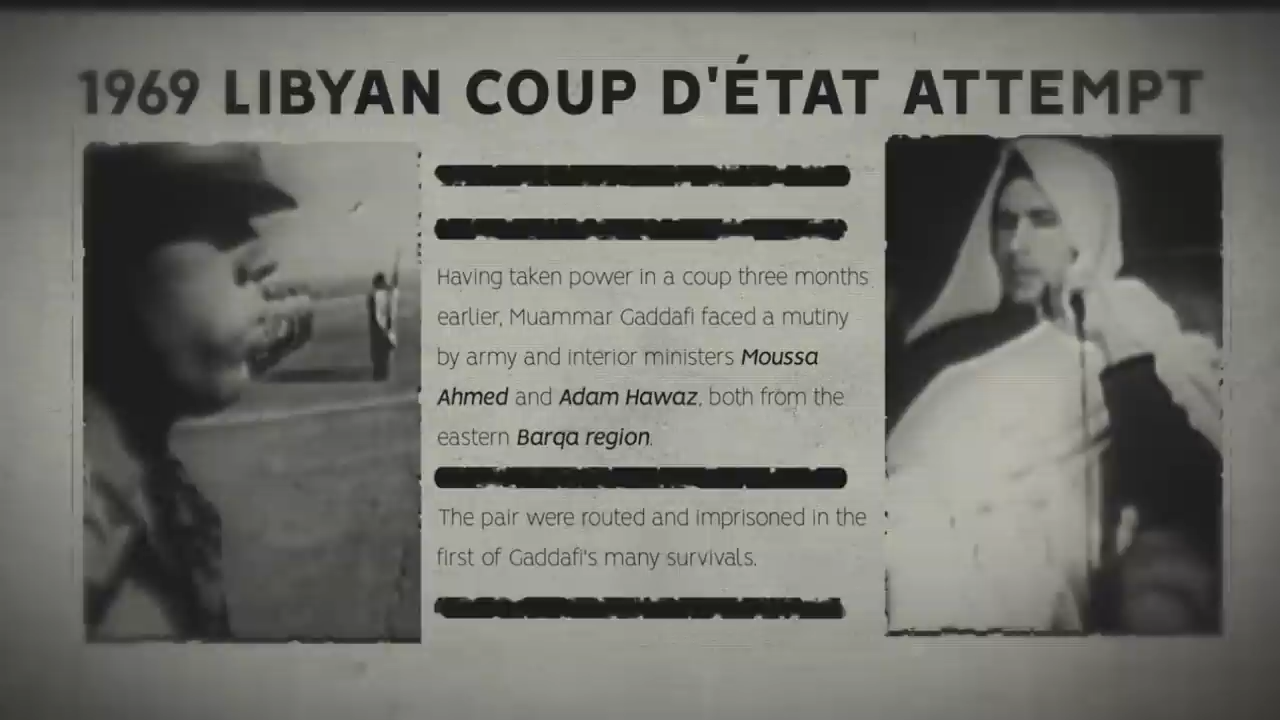 1969 LIBYAN COUP D'ÉTAT ATTEMPT
Having taken power in a coup three months
earlier, Muammar Gaddafi faced a mutiny
by army and interior ministers Moussa
Ahmed and Adam Hawaz, both from the
eastern Barqa region.
The pair were routed and imprisoned in the
first of Gaddafi's many survivals.